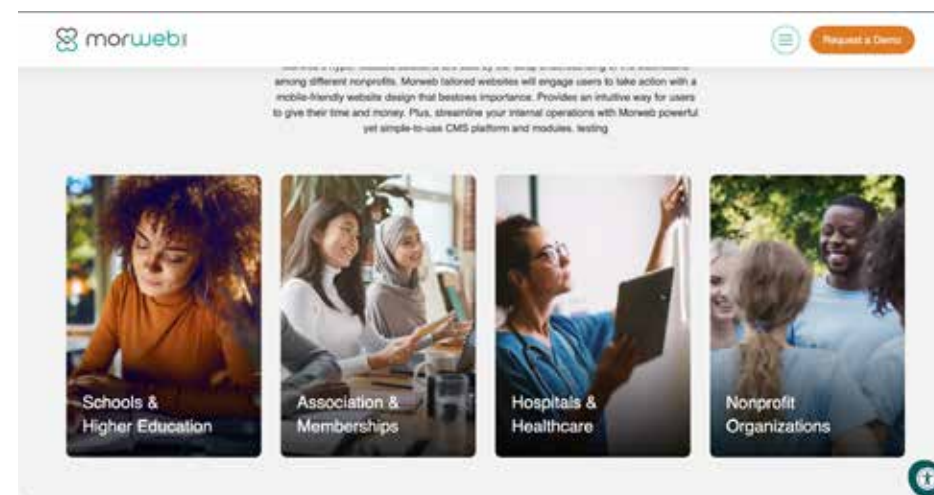 morweb
Request a Demo
among different nonprofits. Morweb tailored websites will engage users to take action with a
mobile-friendly website design that bestows importance. Provides an intuitive way for users
to give their time and money. Plus, streamline your internal operations with Morweb powerful
yet simple-to-use CMS platform and modules. testing
Schools &
Higher Education
Association &
Memberships
Hospitals &
Healthcare
Nonprofit
Organizations